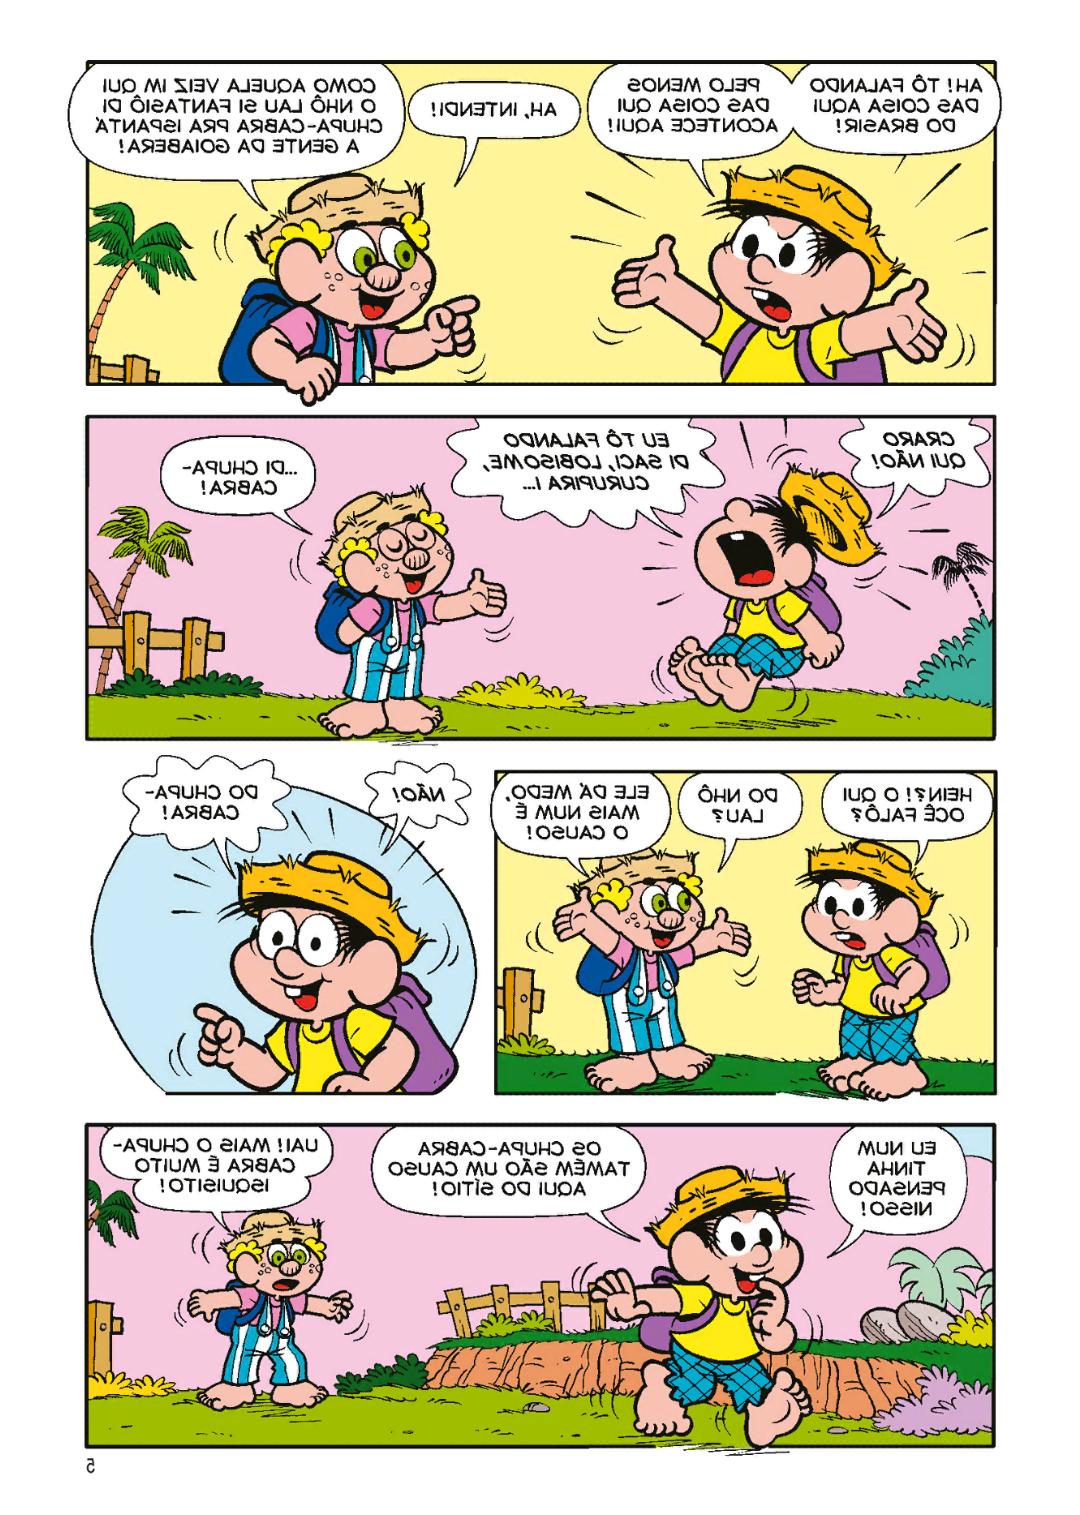 AH! TÔ FALANDO
DAS COISA AQUI
DO BRASIR!
PELO MENOS
DAS COISA QUI
ACONTECE AQUI!
AH, INTENDI!
COMO AQUELA VEIZ IM QUI
O NHÔ LAU SI FANTASIÔ DI
CHUPA-CABRA PRA ISPANTÁ
A GENTE DA GOIABERA!
CRARO
QUI NÃO!
EU TÔ FALANDO
DI SACI, LOBISOME,
CURUPIRA I...
...DI CHUPA-
CABRA!
HEIN?! O QUI
OCÊ FALÔ?
DO NHÔ
LAU?
ELE DÁ MEDO,
MAIS NUM É
O CAUSO!
NÃO!
DO CHUPA-
CABRA!
EU NUM
TINHA
PENSADO
NISSO!
OS CHUPA-CABRA
TAMÉM SÃO UM CAUSO
AQUI DO SÍTIO!
UAI! MAIS O CHUPA-
CABRA É MUITO
ISQUISITO!
5